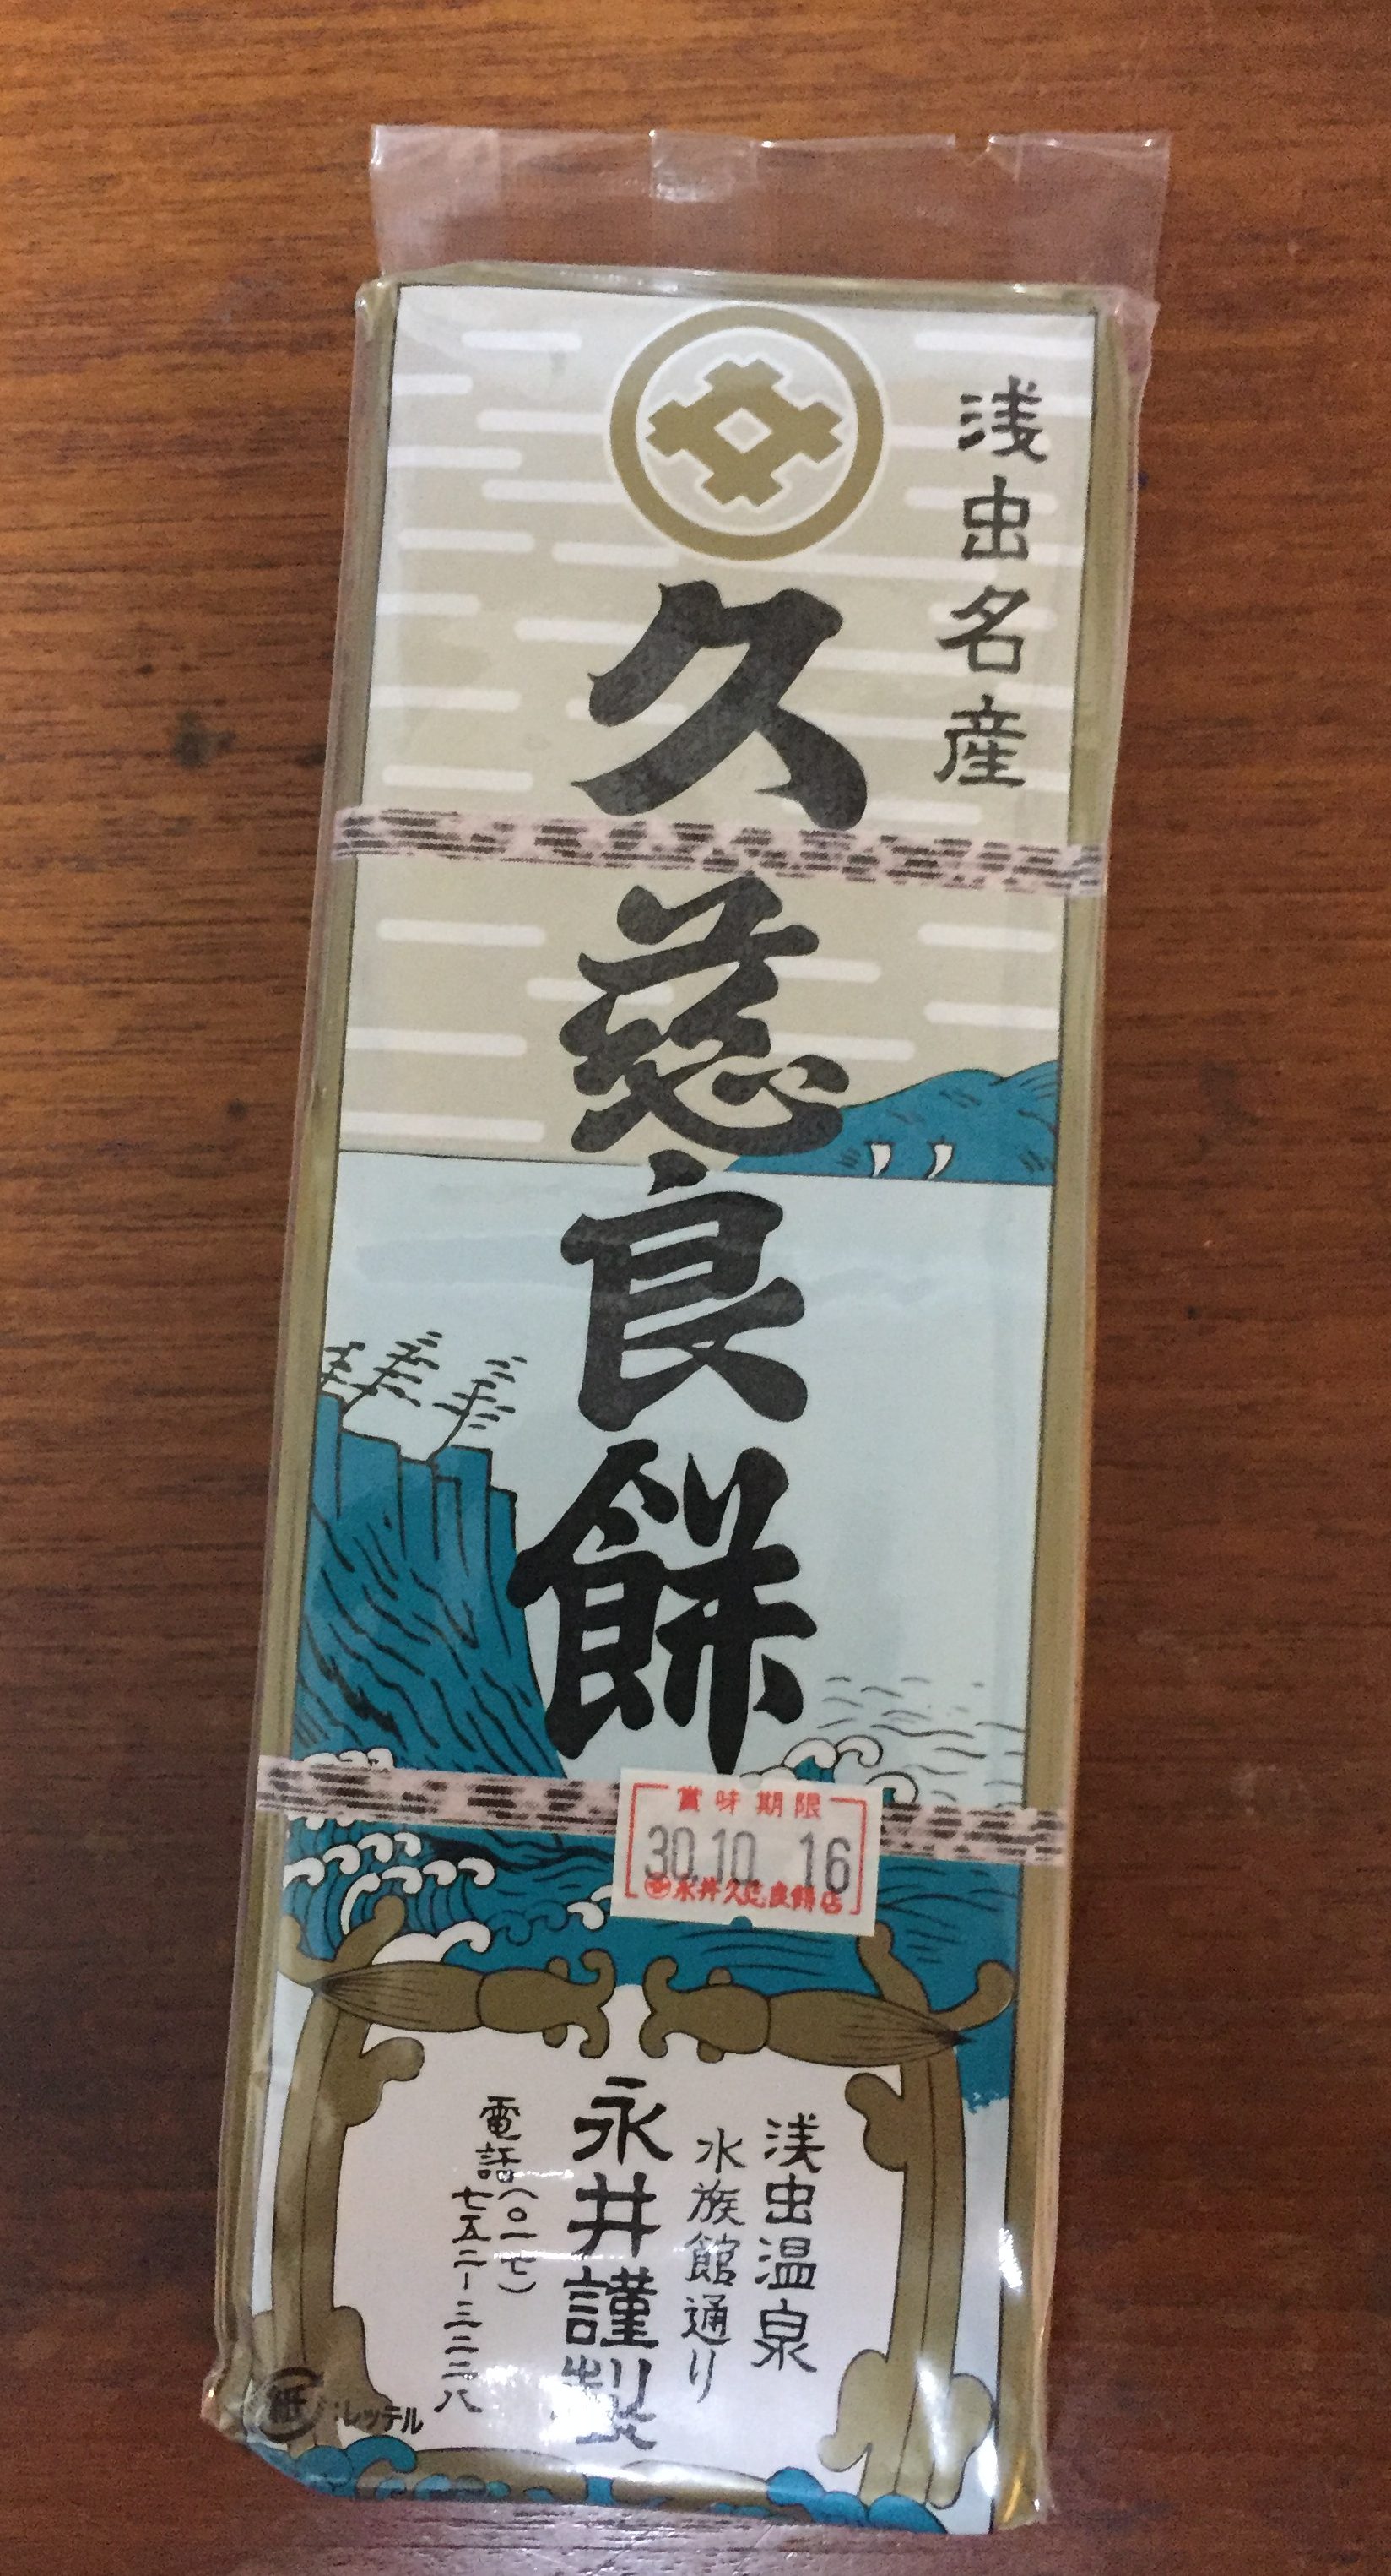 浅虫名産
久慈良餅
賞味期限
30.10.16
永井久慈良餅店
浅虫温泉
水族館通り
永井謹製
電話(〇一七)
七五二-三二二八
紙:レッテル